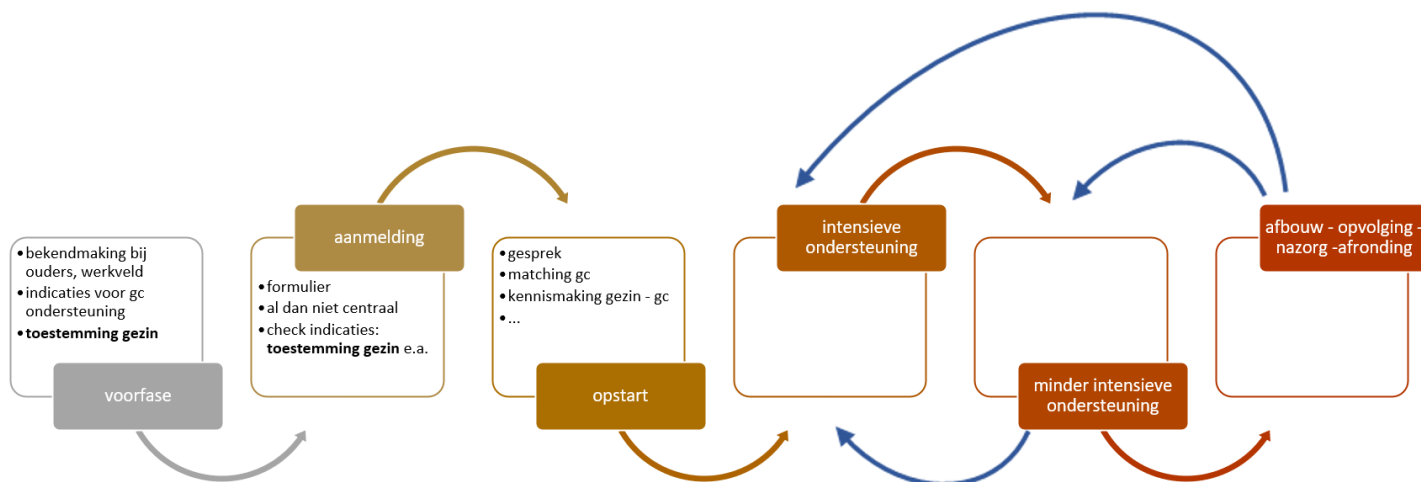 •bekendmaking bij
ouders, werkveld
•indicaties voor gc
ondersteuning
•toestemming gezin
voorfase
aanmelding
•formulier
•al dan niet centraal
•check indicaties:
toestemming gezin e.a.
•gesprek
•matching gc
•kennismaking gezin - gc
•...
opstart
intensieve
ondersteuning
minder intensieve
ondersteuning
afbouw - opvolging -
nazorg -afronding